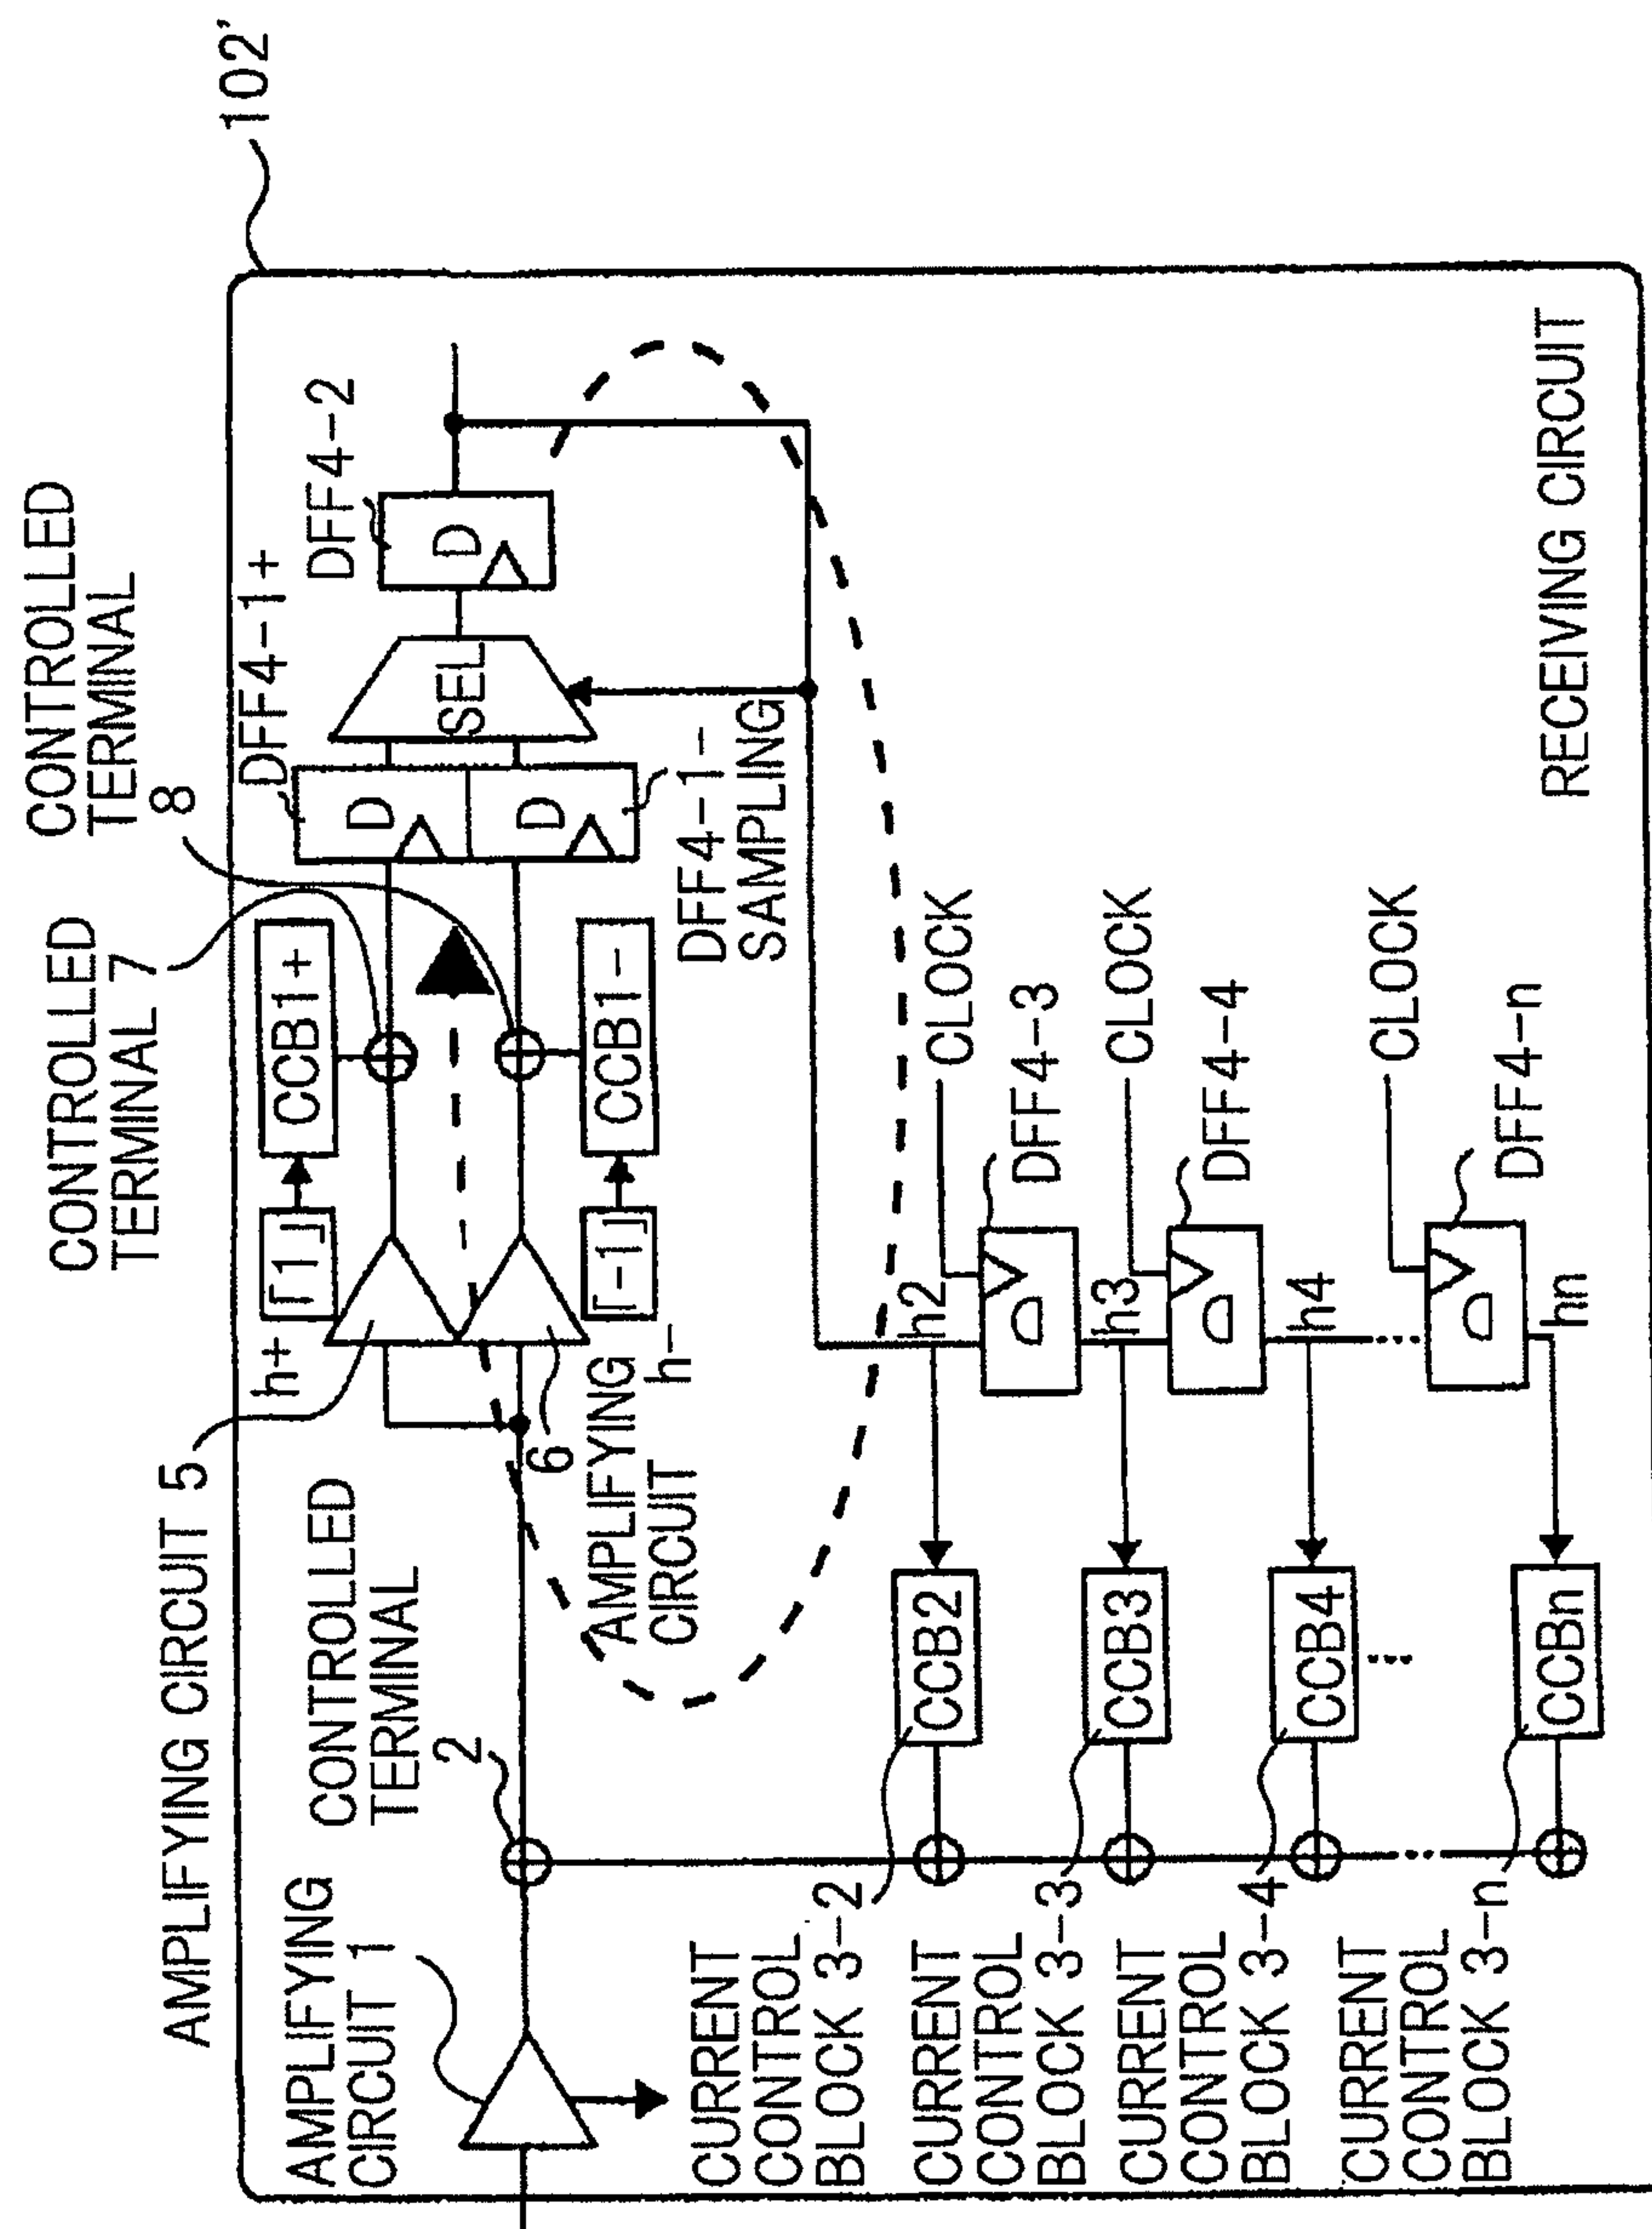 102'
CONTROLLED
TERMINAL
8
CONTROLLED
TERMINAL 7
AMPLIFYING CIRCUIT 5
h+
「1」
CCB1+
DFF4-1+
DFF4-2
D
D
D
SEL
CONTROLLED
TERMINAL
2
AMPLIFYING
CIRCUIT 1
6
AMPLIFYING
CIRCUIT
h-
「-1」
CCB1-
DFF4-1-
SAMPLING
CURRENT
CONTROL
BLOCK 3-2
CCB2
h2
CLOCK
D
DFF4-3
CURRENT
CONTROL
BLOCK 3-3
CCB3
h3
CLOCK
D
DFF4-4
CURRENT
CONTROL
BLOCK 3-4
CCB4
h4
CURRENT
CONTROL
BLOCK 3-n
CCBn
hn
CLOCK
D
DFF4-n
RECEIVING CIRCUIT